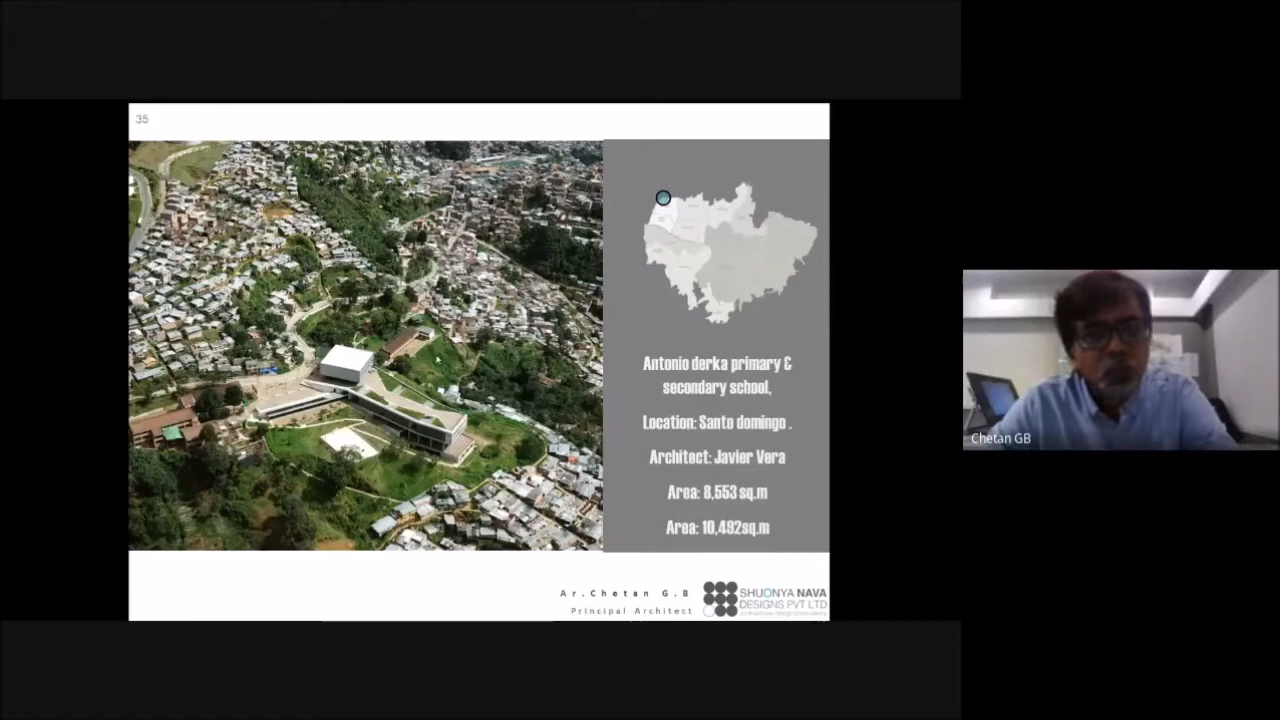 35
Antonio derka primary &
secondary school,
Location: Santo domingo .
Architect: Javier Vera
Area: 8,553 sq.m
Area: 10,492sq.m
Ar.Chetan G.B
Principal Architect
SHUONYA NAVA
DESIGNS PVT LTD
Chetan GB